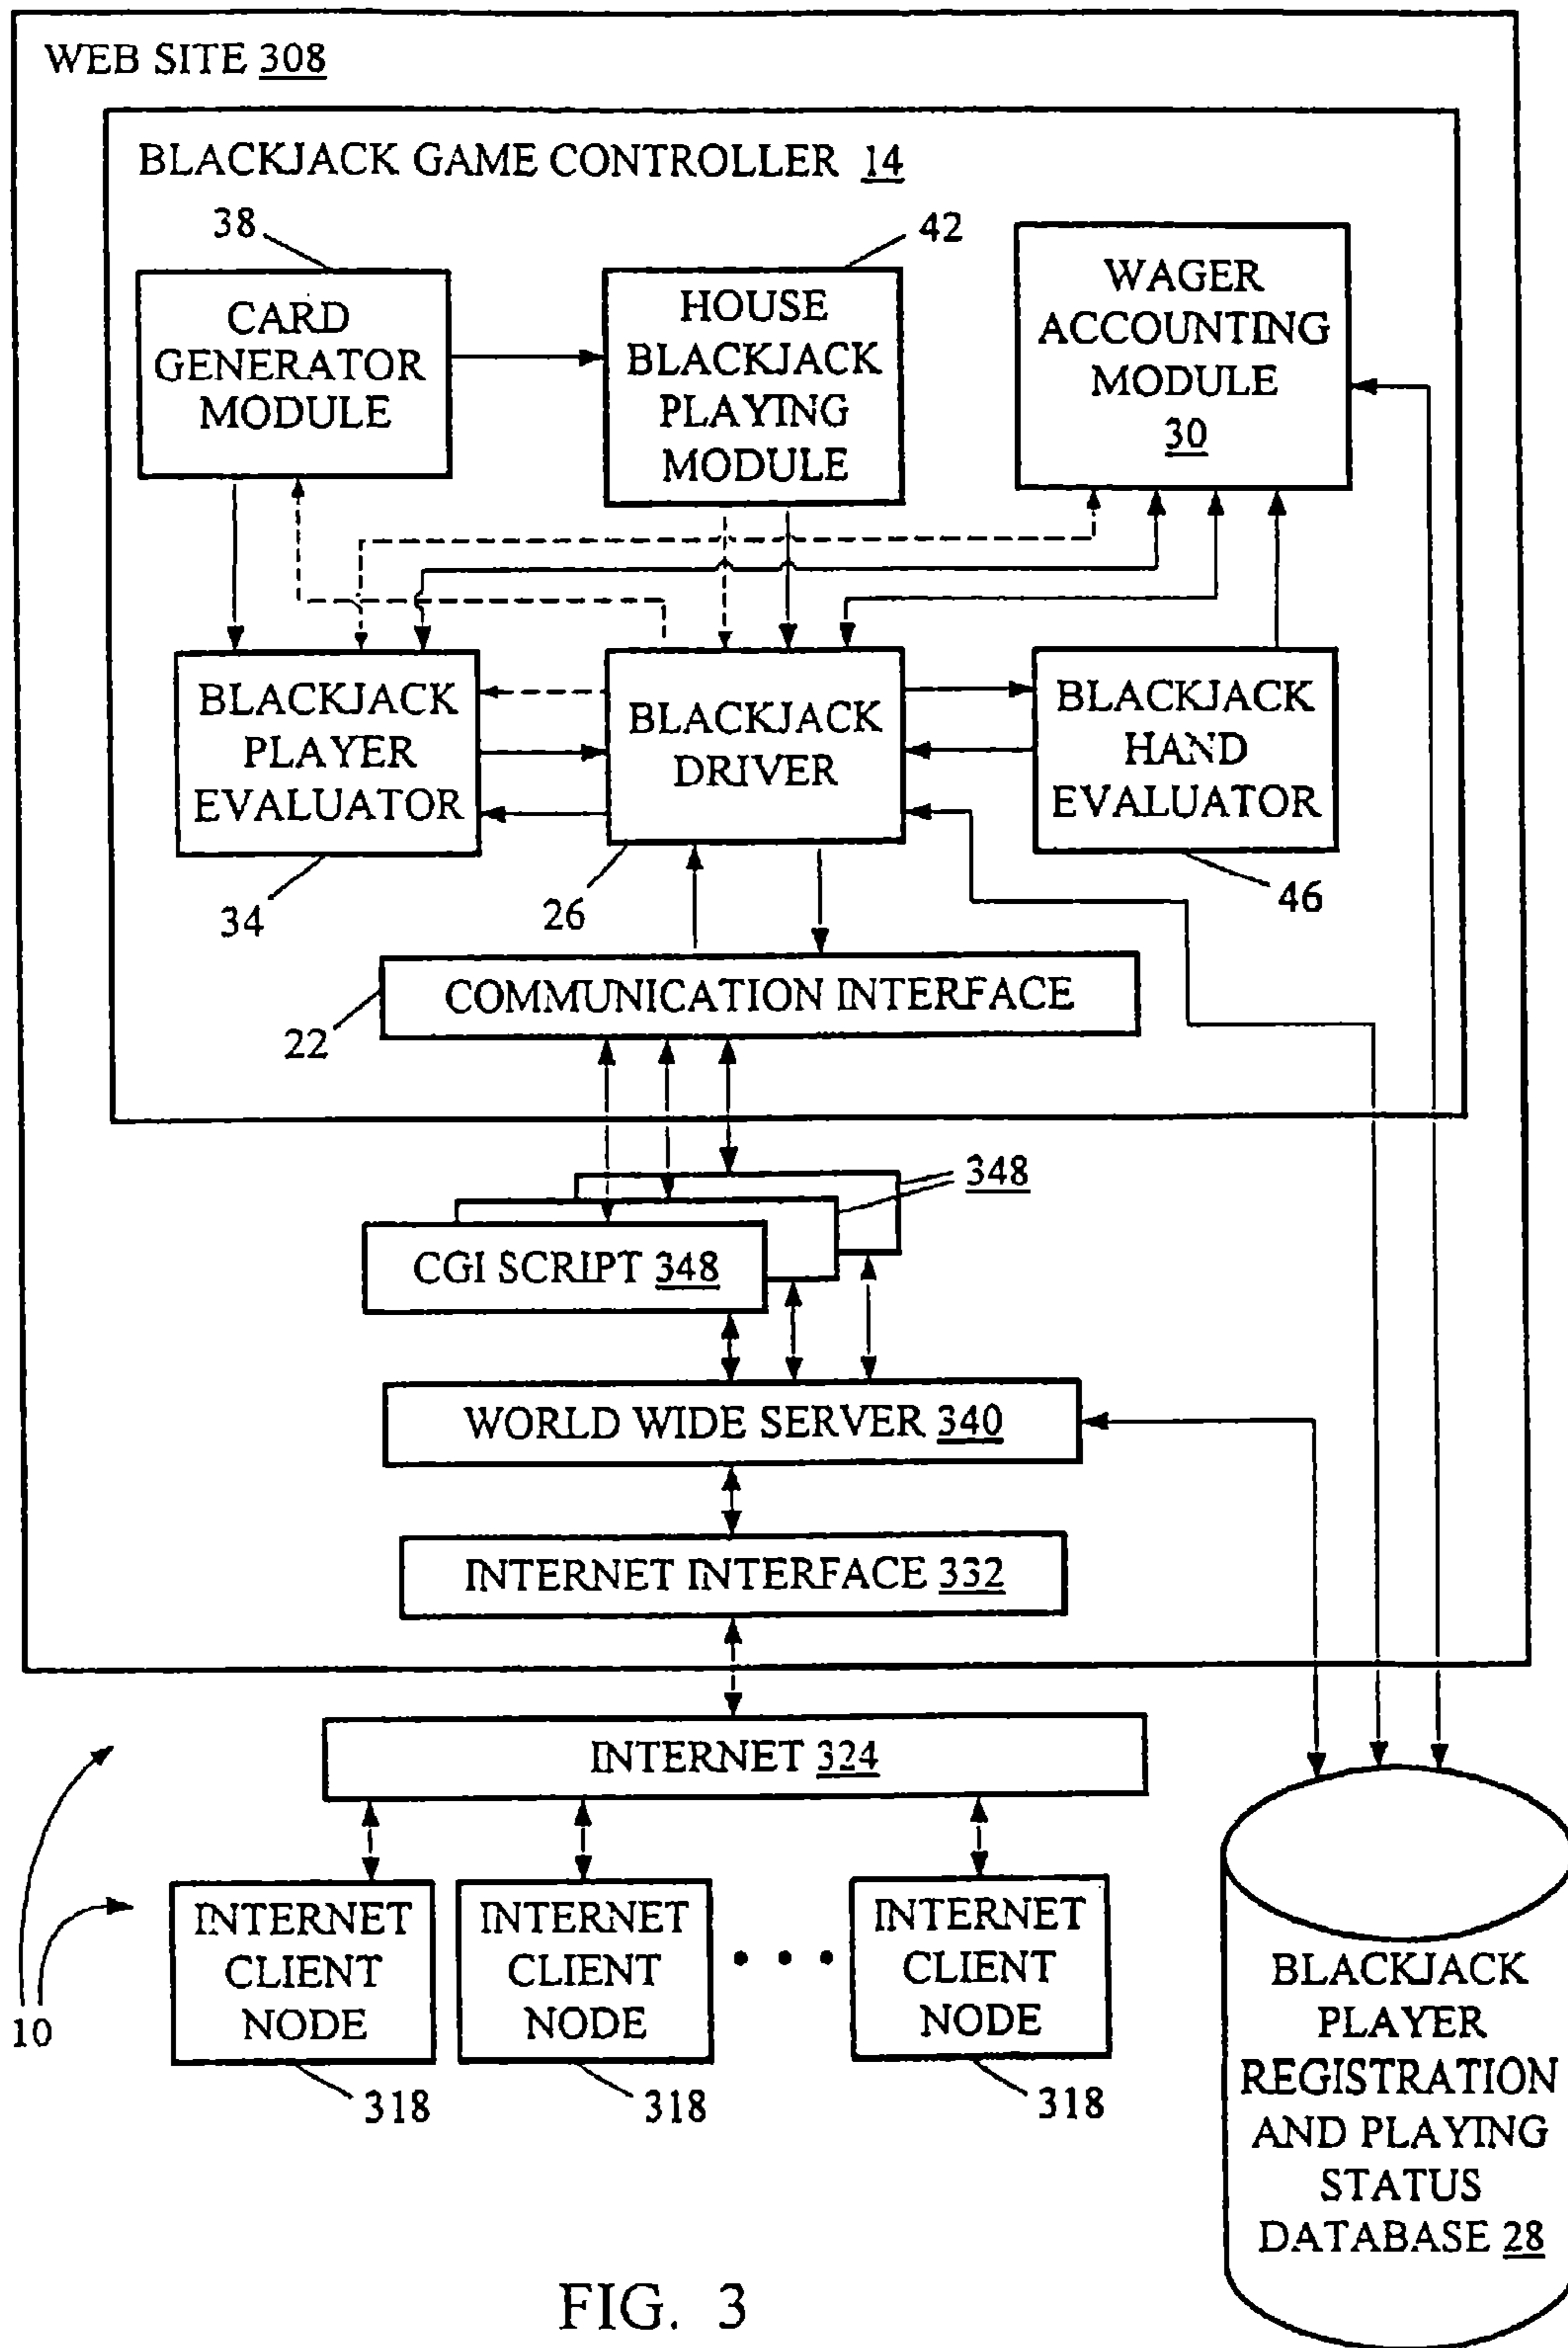 WEB SITE 308
BLACKJACK GAME CONTROLLER 14
38
42
CARD
GENERATOR
MODULE
HOUSE
BLACKJACK
PLAYING
MODULE
WAGER
ACCOUNTING
MODULE
30
BLACKJACK
PLAYER
EVALUATOR
BLACKJACK
DRIVER
BLACKJACK
HAND
EVALUATOR
34
26
46
COMMUNICATION INTERFACE
22
348
CGI SCRIPT 348
WORLD WIDE SERVER 340
INTERNET INTERFACE 332
INTERNET 324
INTERNET
CLIENT
NODE
INTERNET
CLIENT
NODE
• • •
INTERNET
CLIENT
NODE
10
318
318
318
BLACKJACK
PLAYER
REGISTRATION
AND PLAYING
STATUS
DATABASE 28
FIG. 3